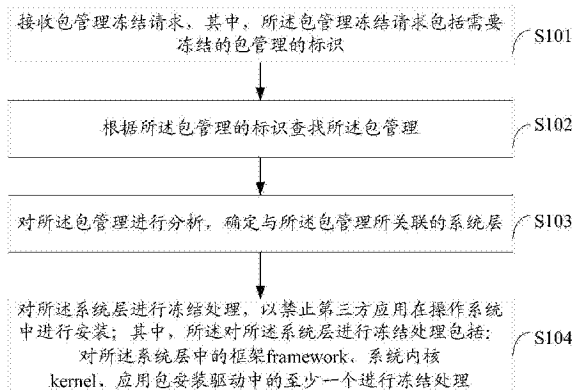 接收包管理冻结请求，其中，所述包管理冻结请求包括需要
冻结的包管理的标识
S101
根据所述包管理的标识查找所述包管理
S102
对所述包管理进行分析，确定与所述包管理所关联的系统层
S103
对所述系统层进行冻结处理，以禁止第三方应用在操作系统
中进行安装；其中，所述对所述系统层进行冻结处理包括：
对所述系统层中的框架framework、系统内核
kernel、应用包安装驱动中的至少一个进行冻结处理
S104